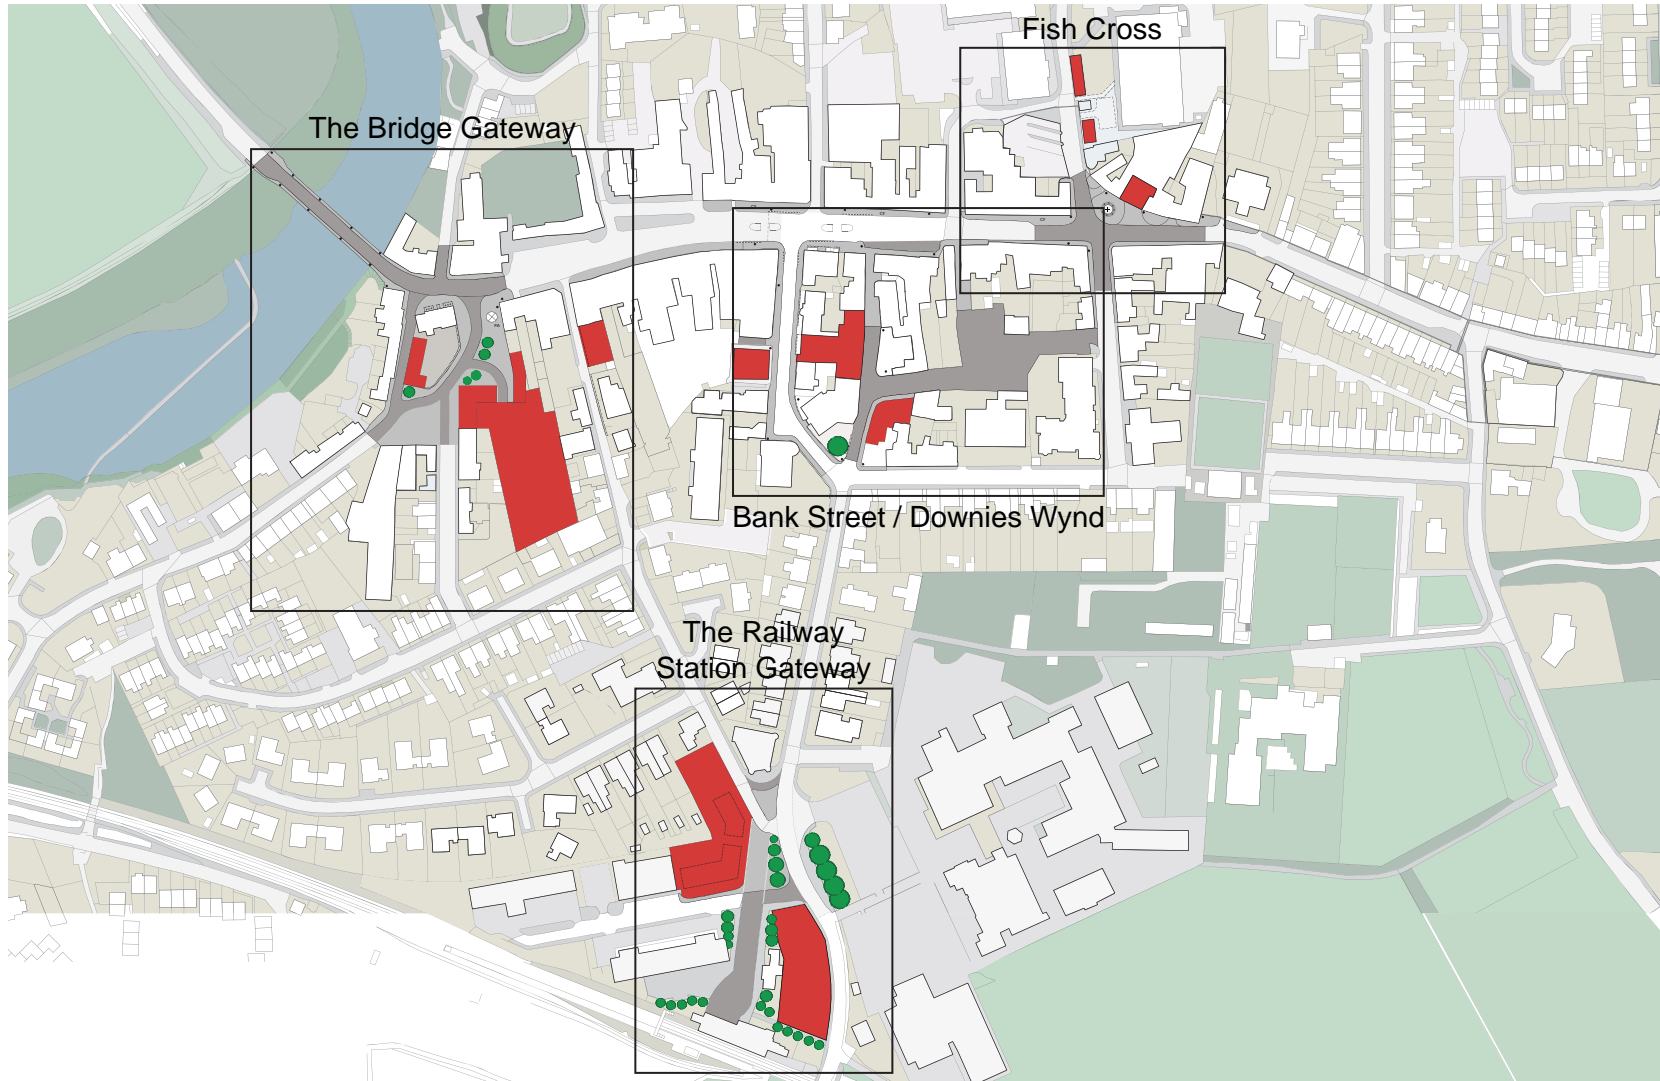 Fish Cross
The Bridge Gateway
Bank Street / Downies Wynd
The Railway
Station Gateway